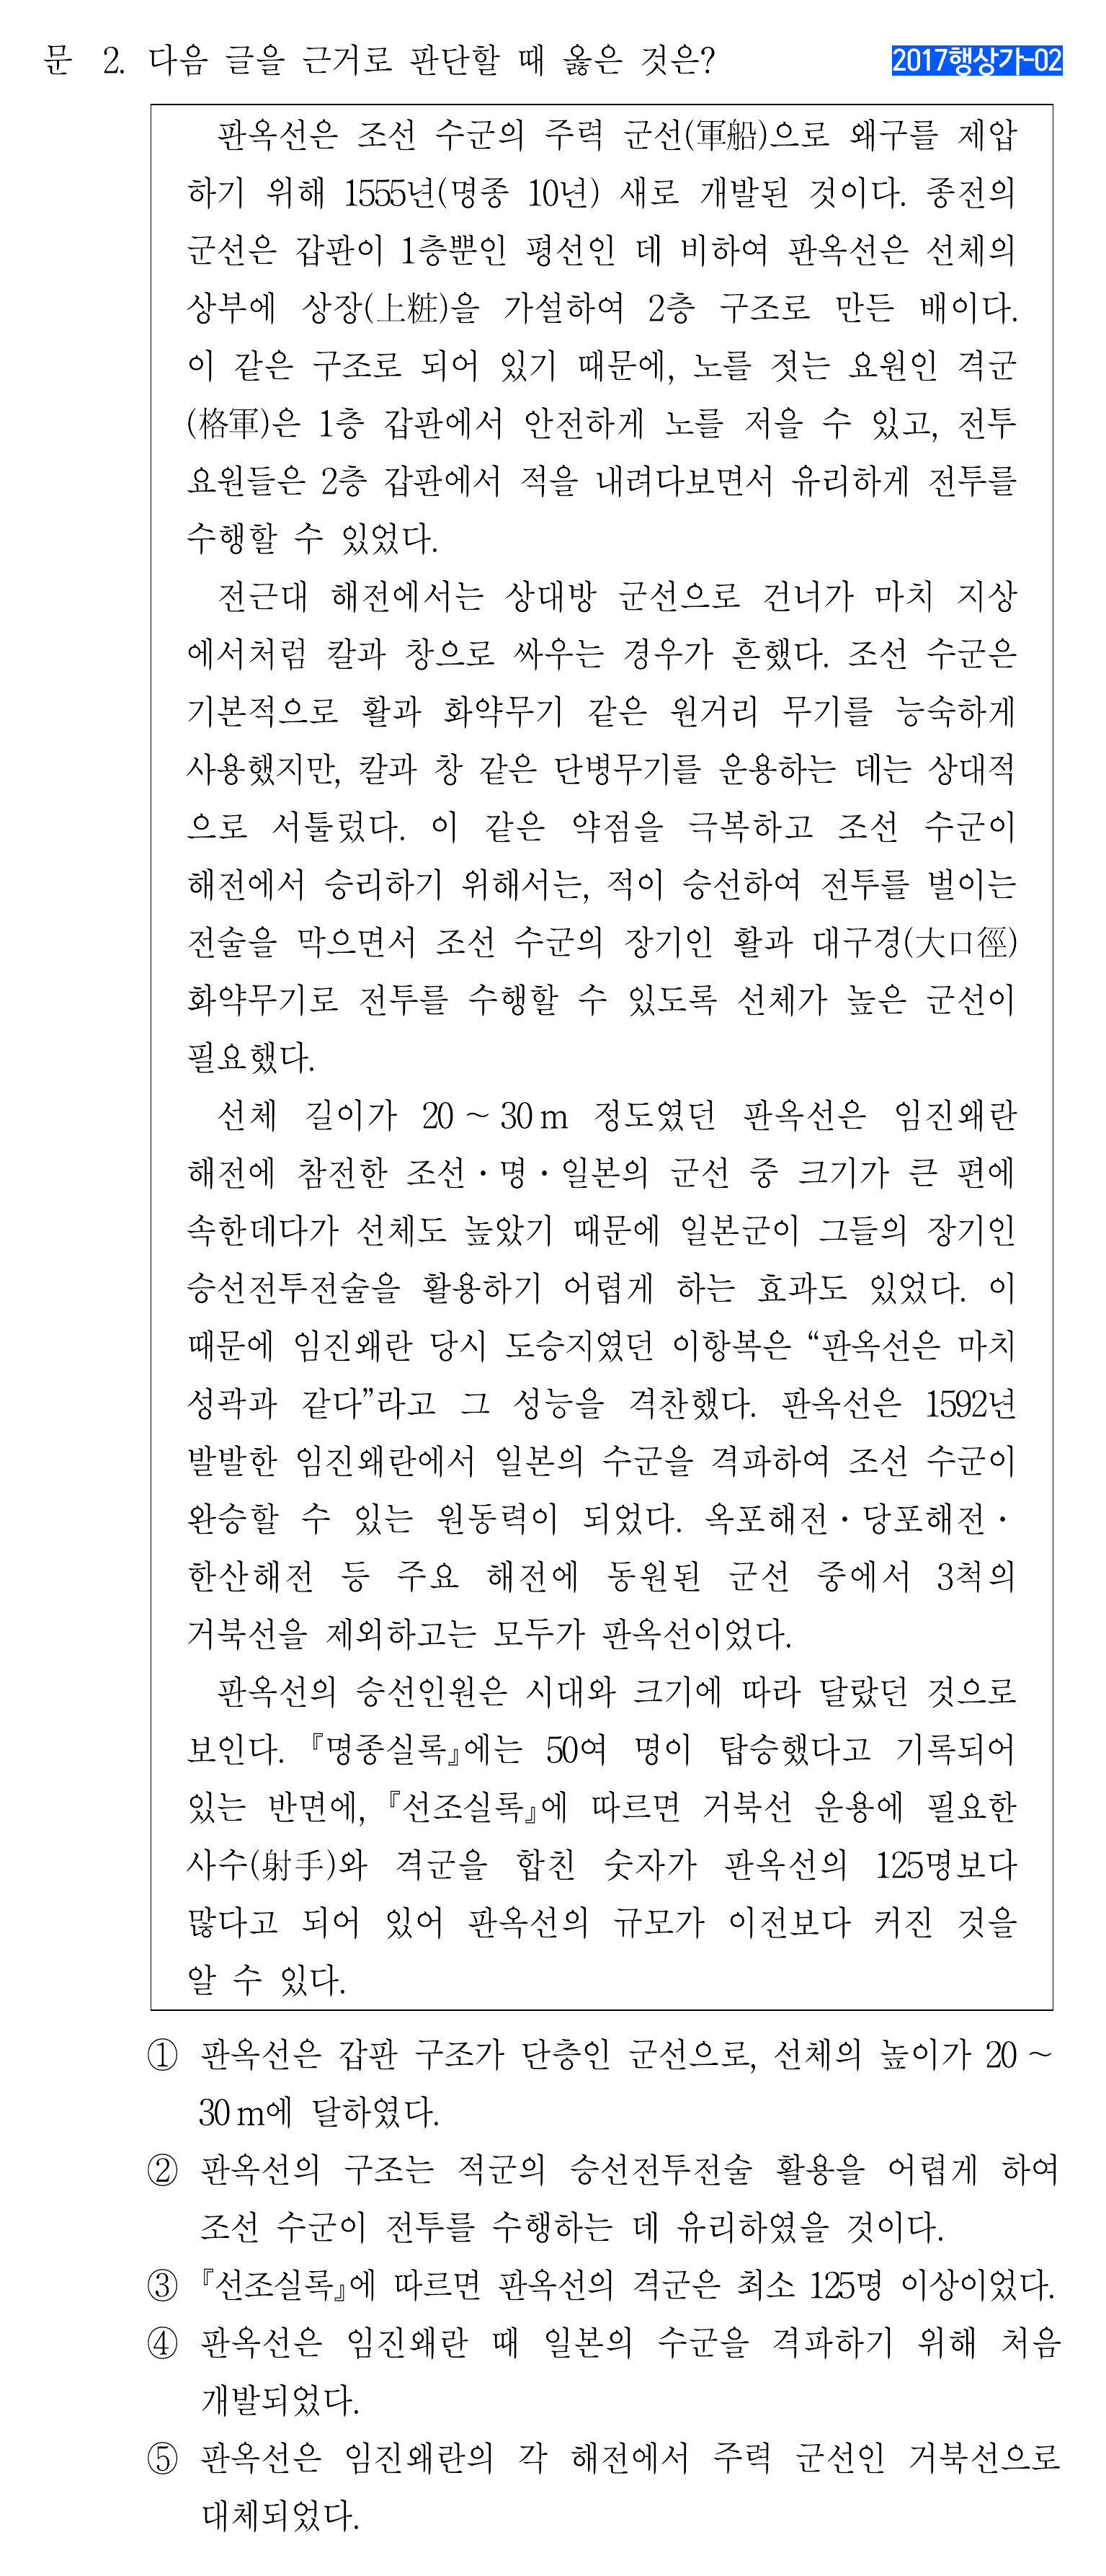 문 2. 다음 글을 근거로 판단할 때 옳은 것은?
2017행상가-02
판옥선은 조선 수군의 주력 군선(軍船)으로 왜구를 제압
하기 위해 1555년(명종 10년) 새로 개발된 것이다. 종전의
군선은 갑판이 1층뿐인 평선인 데 비하여 판옥선은 선체의
상부에 상장(上粧)을 가설하여 2층 구조로 만든 배이다.
이 같은 구조로 되어 있기 때문에, 노를 젓는 요원인 격군
(格軍)은 1층 갑판에서 안전하게 노를 저을 수 있고, 전투
요원들은 2층 갑판에서 적을 내려다보면서 유리하게 전투를
수행할 수 있었다.
전근대 해전에서는 상대방 군선으로 건너가 마치 지상
에서처럼 칼과 창으로 싸우는 경우가 흔했다. 조선 수군은
기본적으로 활과 화약무기 같은 원거리 무기를 능숙하게
사용했지만, 칼과 창 같은 단병무기를 운용하는 데는 상대적
으로 서툴렀다. 이 같은 약점을 극복하고 조선 수군이
해전에서 승리하기 위해서는, 적이 승선하여 전투를 벌이는
전술을 막으면서 조선 수군의 장기인 활과 대구경(大口徑)
화약무기로 전투를 수행할 수 있도록 선체가 높은 군선이
필요했다.
선체 길이가 20 ~ 30 m 정도였던 판옥선은 임진왜란
해전에 참전한 조선·명·일본의 군선 중 크기가 큰 편에
속한데다가 선체도 높았기 때문에 일본군이 그들의 장기인
승선전투전술을 활용하기 어렵게 하는 효과도 있었다. 이
때문에 임진왜란 당시 도승지였던 이항복은 “판옥선은 마치
성곽과 같다”라고 그 성능을 격찬했다. 판옥선은 1592년
발발한 임진왜란에서 일본의 수군을 격파하여 조선 수군이
완승할 수 있는 원동력이 되었다. 옥포해전·당포해전·
한산해전 등 주요 해전에 동원된 군선 중에서 3척의
거북선을 제외하고는 모두가 판옥선이었다.
판옥선의 승선인원은 시대와 크기에 따라 달랐던 것으로
보인다. 『명종실록』에는 50여 명이 탑승했다고 기록되어
있는 반면에, 『선조실록』에 따르면 거북선 운용에 필요한
사수(射手)와 격군을 합친 숫자가 판옥선의 125명보다
많다고 되어 있어 판옥선의 규모가 이전보다 커진 것을
알 수 있다.
① 판옥선은 갑판 구조가 단층인 군선으로, 선체의 높이가 20 ~
30 m에 달하였다.
② 판옥선의 구조는 적군의 승선전투전술 활용을 어렵게 하여
조선 수군이 전투를 수행하는 데 유리하였을 것이다.
③ 『선조실록』에 따르면 판옥선의 격군은 최소 125명 이상이었다.
④ 판옥선은 임진왜란 때 일본의 수군을 격파하기 위해 처음
개발되었다.
⑤ 판옥선은 임진왜란의 각 해전에서 주력 군선인 거북선으로
대체되었다.